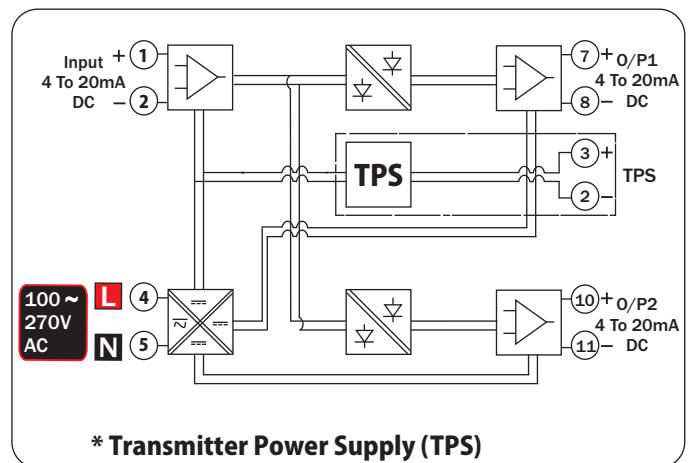 Input + 1
4 To 20mA
DC − 2
7 + O/P1
4 To 20mA
8 − DC
TPS
3 +
TPS
2 −
100 ~
270V
AC
L 4
N 5
10 + O/P2
4 To 20mA
11 − DC
* Transmitter Power Supply (TPS)